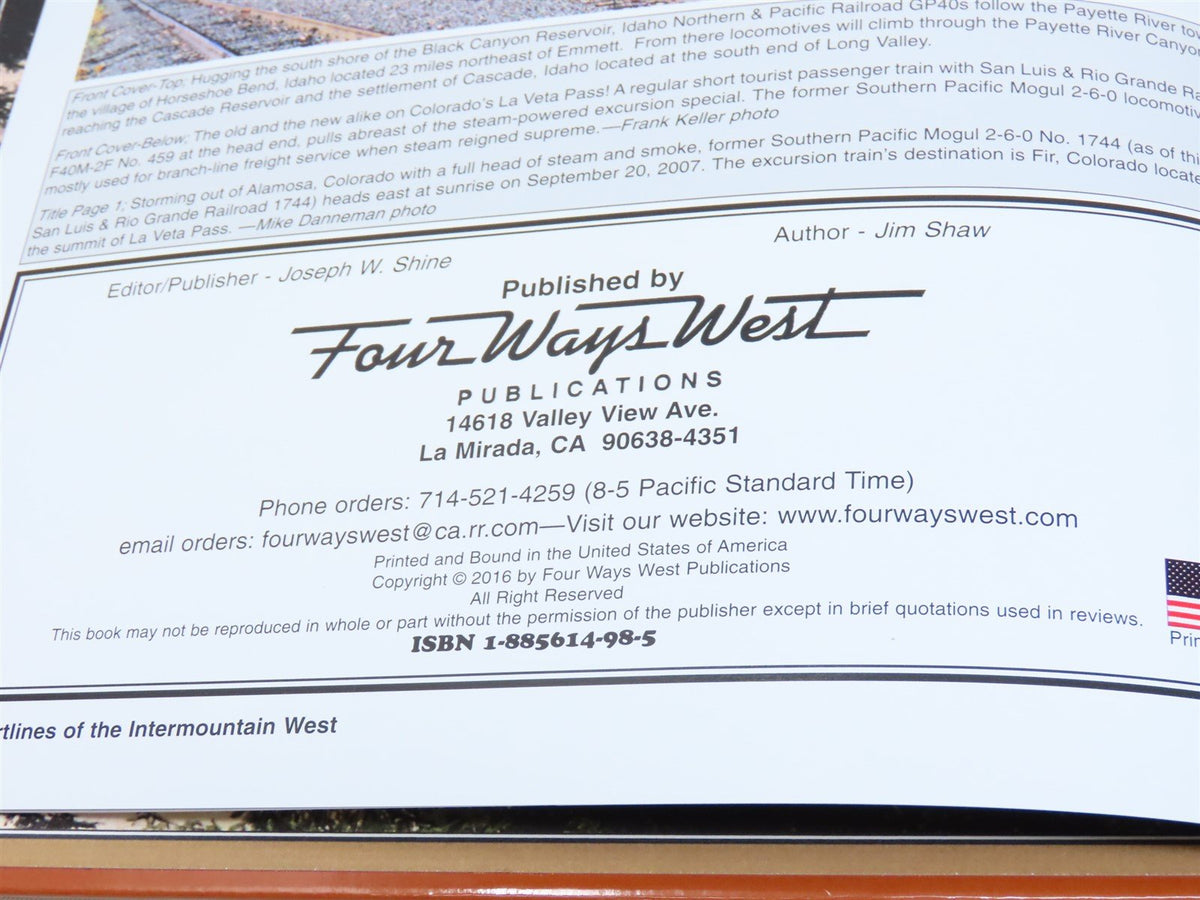 Front Cover-Top; Hugging the south shore of the Black Canyon Reservoir, Idaho Northern & Pacific Railroad GP40s follow the Payette River
the village of Horseshoe Bend, Idaho located 23 miles northeast of Emmett. From there locomotives will climb through the Payette River Canyon
reaching the Cascade Reservoir and the settlement of Cascade, Idaho located at the south end of Long Valley.
Front Cover-Below; The old and the new alike on Colorado's La Veta Pass! A regular short tourist passenger train with San Luis & Rio Grande
F40M-2F No. 459 at the head end, pulls abreast of the steam-powered excursion special. The former Southern Pacific Mogul 2-6-0
mostly used for branch-line freight service when steam reigned supreme.—Frank Keller photo
Title Page 1; Storming out of Alamosa, Colorado with a full head of steam and smoke, former Southern Pacific Mogul 2-6-0 No. 1744 (as of
San Luis & Rio Grande Railroad 1744) heads east at sunrise on September 20, 2007. The excursion train's destination is Fir, Colorado
the summit of La Veta Pass. —Mike Danneman photo
Editor/Publisher - Joseph W. Shine
Author - Jim Shaw
Published by
Four Ways West
PUBLICATIONS
14618 Valley View Ave.
La Mirada, CA 90638-4351
Phone orders: 714-521-4259 (8-5 Pacific Standard Time)
email orders: fourwayswest@ca.rr.com—Visit our website: www.fourwayswest.com
Printed and Bound in the United States of America
Copyright © 2016 by Four Ways West Publications
All Right Reserved
This book may not be reproduced in whole or part without the permission of the publisher except in brief quotations used in reviews.
ISBN 1-885614-98-5
Prin
rtlines of the Intermountain West